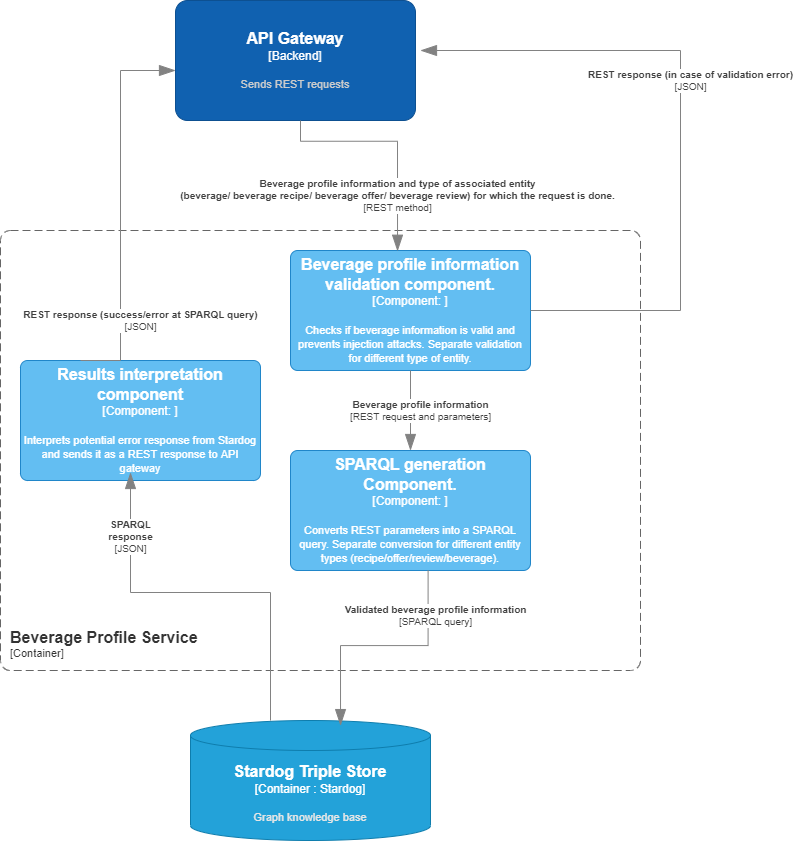 API Gateway
[Backend]
Sends REST requests
REST response (in case of validation error)
[JSON]
Beverage profile information and type of associated entity
(beverage/ beverage recipe/ beverage offer/ beverage review) for which the request is done.
[REST method]
Beverage profile information
validation component.
[Component: ]
Checks if beverage information is valid and
prevents injection attacks. Separate validation
for different type of entity.
REST response (success/error at SPARQL query)
[JSON]
Results interpretation
component
[Component: ]
Interprets potential error response from Stardog
and sends it as a REST response to API
gateway
Beverage profile information
[REST request and parameters]
SPARQL generation
Component.
[Component: ]
Converts REST parameters into a SPARQL
query. Separate conversion for different entity
types (recipe/offer/review/beverage).
SPARQL
response
[JSON]
Validated beverage profile information
[SPARQL query]
Beverage Profile Service
[Container]
Stardog Triple Store
[Container : Stardog]
Graph knowledge base